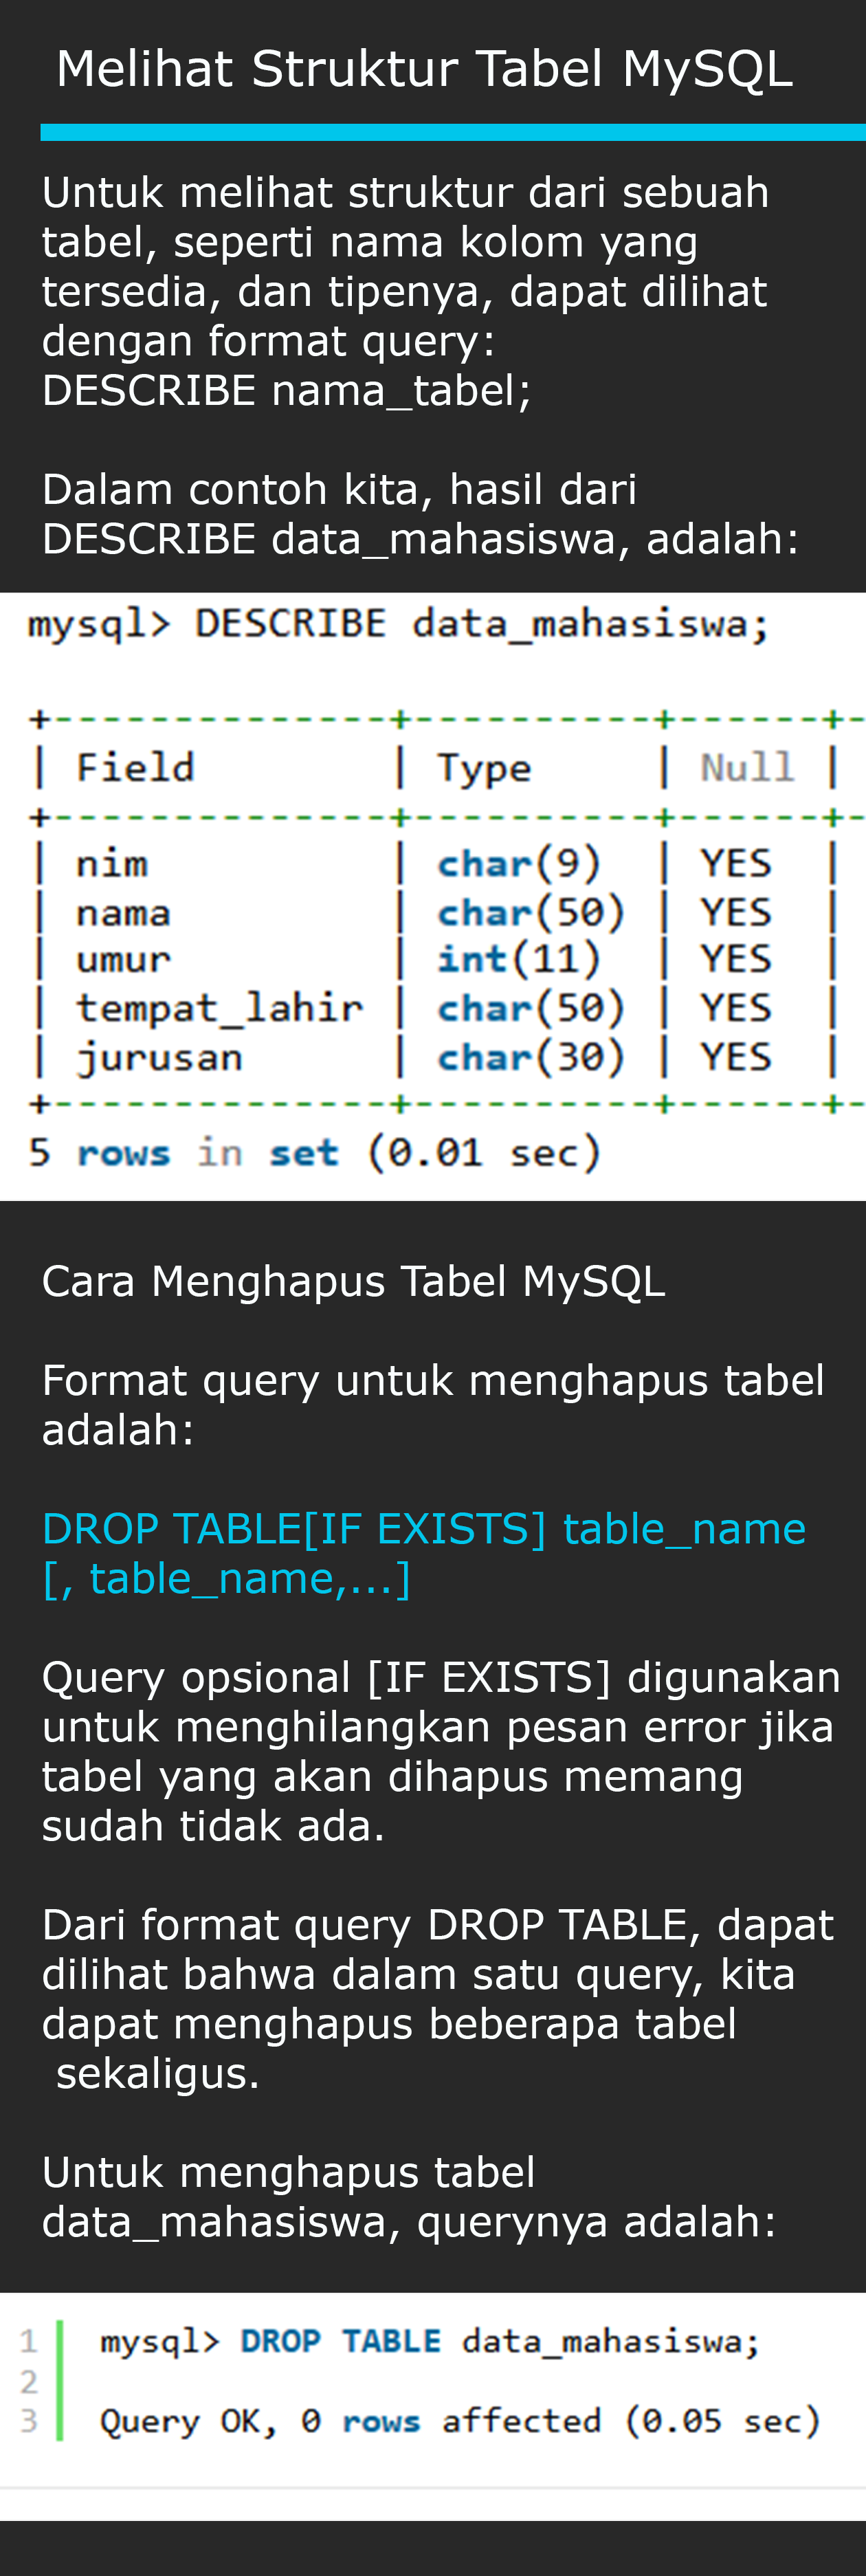 Melihat Struktur Tabel MySQL
Untuk melihat struktur dari sebuah
tabel, seperti nama kolom yang
tersedia, dan tipenya, dapat dilihat
dengan format query:
DESCRIBE nama_tabel;
Dalam contoh kita, hasil dari
DESCRIBE data_mahasiswa, adalah:
mysql> DESCRIBE data_mahasiswa;
+--------------+----------+------+-
| Field        | Type     | Null |
+--------------+----------+------+-
| nim          | char(9)  | YES  |
| nama         | char(50) | YES  |
| umur         | int(11)  | YES  |
| tempat_lahir | char(50) | YES  |
| jurusan      | char(30) | YES  |
+--------------+----------+------+-
5 rows in set (0.01 sec)
Cara Menghapus Tabel MySQL
Format query untuk menghapus tabel
adalah:
DROP TABLE[IF EXISTS] table_name
[, table_name,...]
Query opsional [IF EXISTS] digunakan
untuk menghilangkan pesan error jika
tabel yang akan dihapus memang
sudah tidak ada.
Dari format query DROP TABLE, dapat
dilihat bahwa dalam satu query, kita
dapat menghapus beberapa tabel
sekaligus.
Untuk menghapus tabel
data_mahasiswa, querynya adalah:
1 mysql> DROP TABLE data_mahasiswa;
2
3 Query OK, 0 rows affected (0.05 sec)